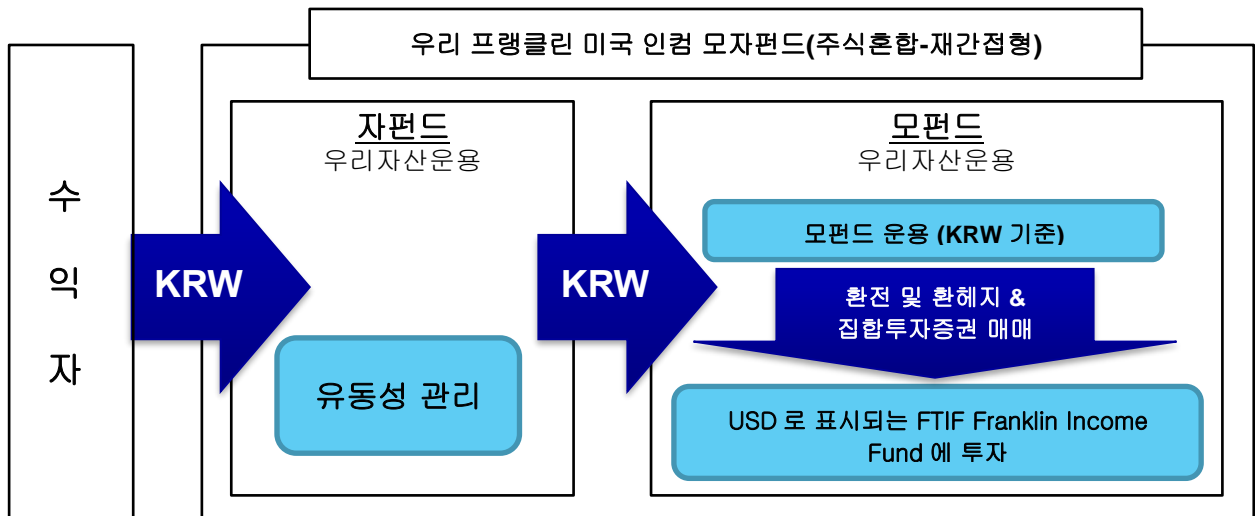 우리 프랭클린 미국 인컴 모자펀드(주식혼합-재간접형)
수
익
자
KRW
자펀드
우리자산운용
유동성 관리
KRW
모펀드
우리자산운용
모펀드 운용 (KRW 기준)
환전 및 환헤지 &
집합투자증권 매매
USD 로 표시되는 FTIF Franklin Income
Fund 에 투자